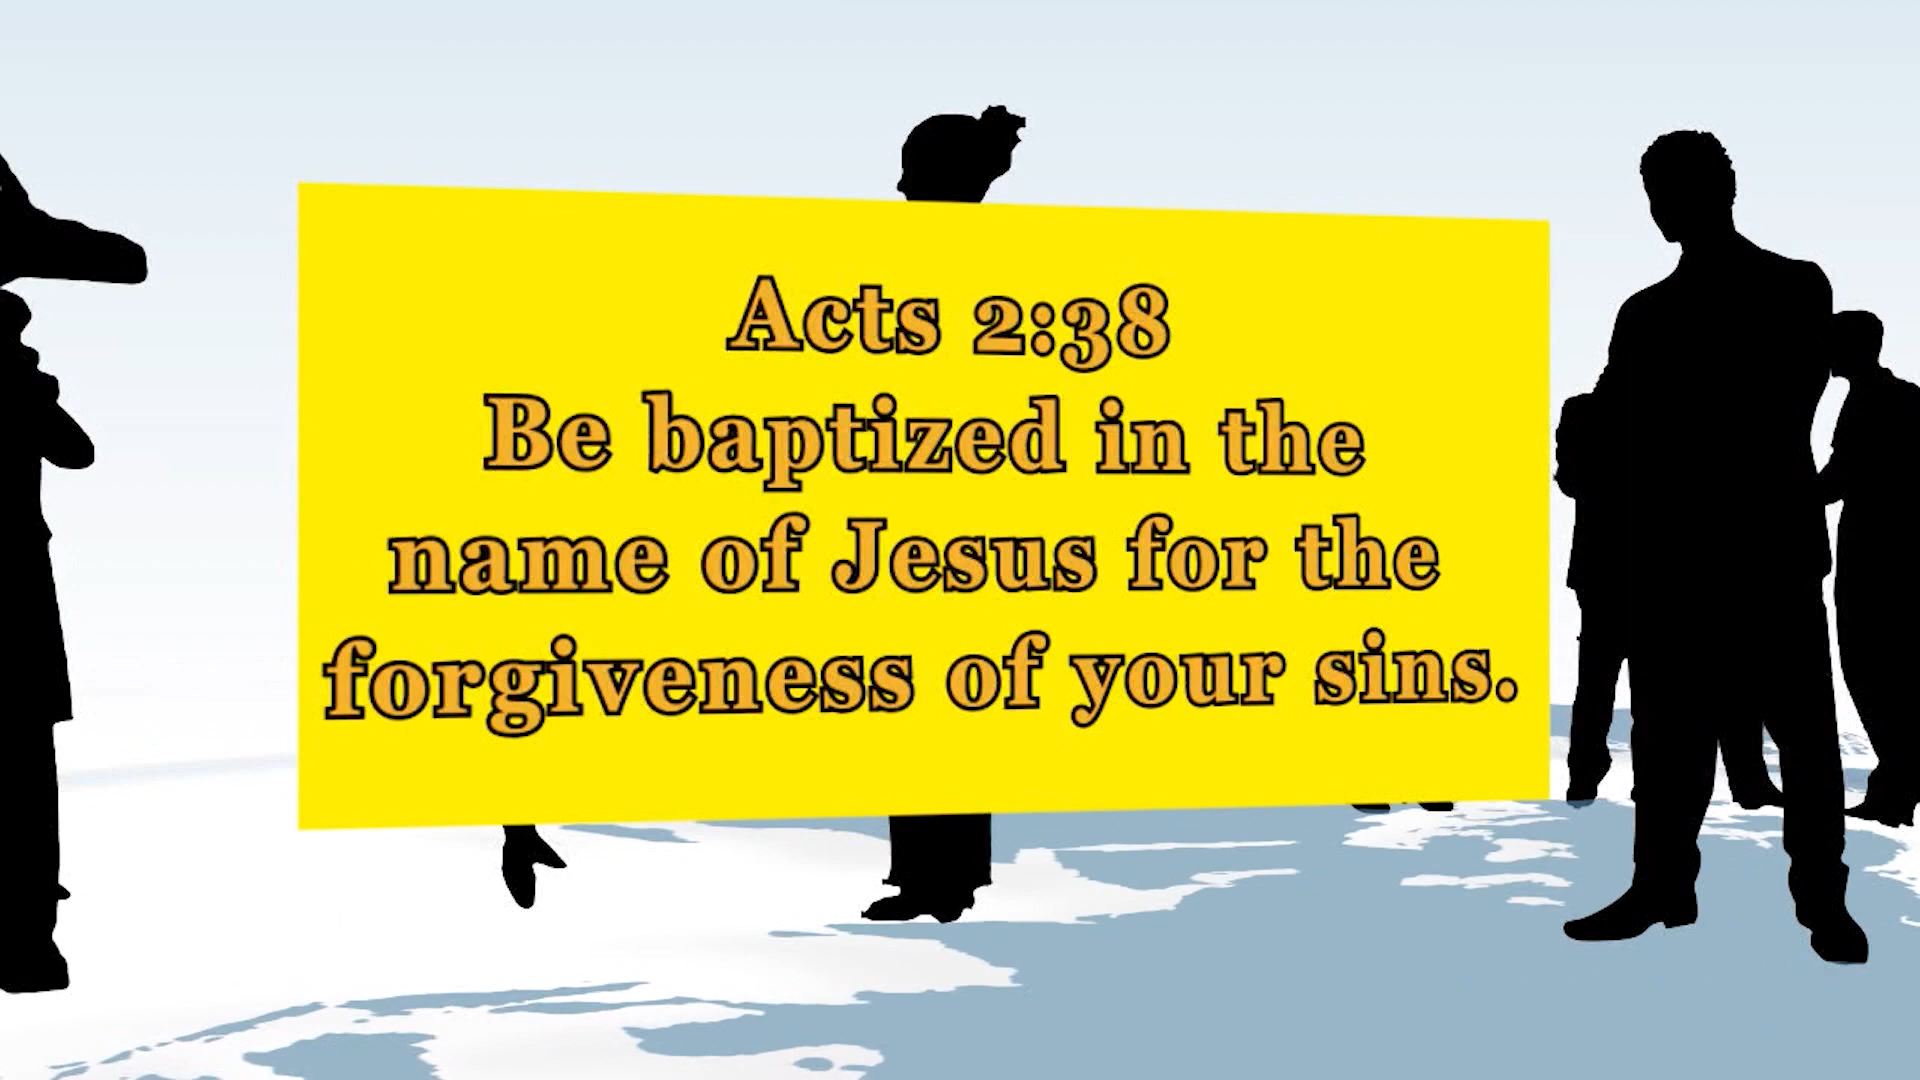 Acts 2:38
Be baptized in the
name of Jesus for the
forgiveness of your sins.